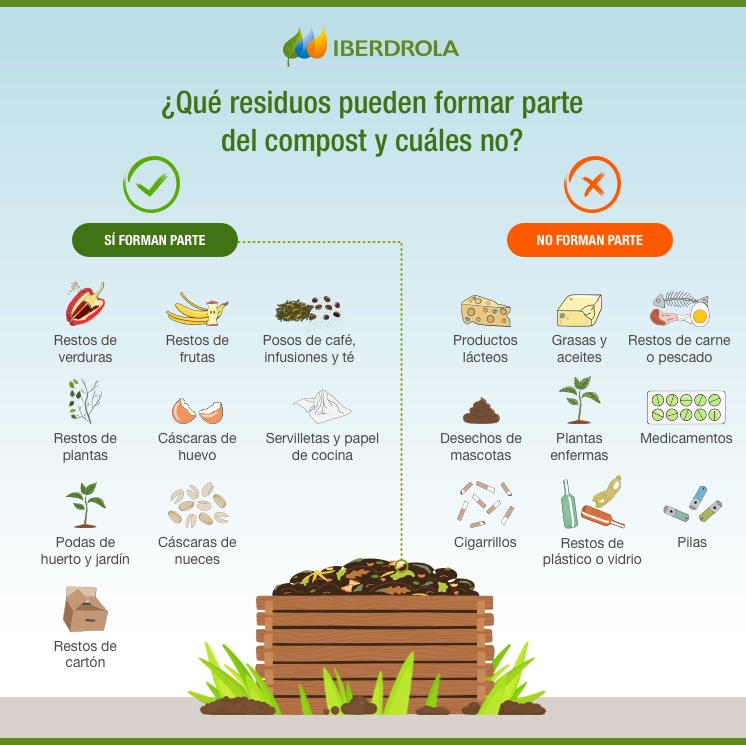 IBERDROLA
¿Qué residuos pueden formar parte
del compost y cuáles no?
SÍ FORMAN PARTE
Restos de
verduras
Restos de
frutas
Posos de café,
infusiones y té
Restos de
plantas
Cáscaras de
huevo
Servilletas y papel
de cocina
Podas de
huerto y jardín
Cáscaras de
nueces
Restos de
cartón
NO FORMAN PARTE
Productos
lácteos
Grasas y
aceites
Restos de carne
o pescado
Desechos de
mascotas
Plantas
enfermas
Medicamentos
Cigarrillos
Restos de
plástico o vidrio
Pilas